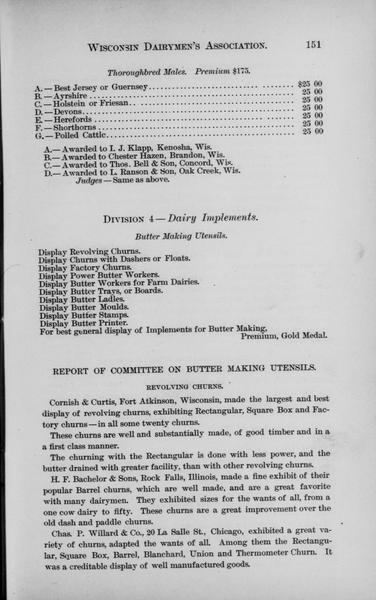 WISCONSIN DAIRYMEN'S ASSOCIATION. 151
Thoroughbred Males. Premium $175.
A.—Best Jersey or Guernsey.......................................... $25 00
B.—Ayrshire.......................................... 25 00
C.—Holstein or Friesan.......................................... 25 00
D.—Devons.......................................... 25 00
E.—Herefords.......................................... 25 00
F.—Shorthorns.......................................... 25 00
G.—Polled Cattle.......................................... 25 00
A.—Awarded to I. J. Klapp, Kenosha, Wis.
B.—Awarded to Chester Hazen, Brandon, Wis.
C.—Awarded to Thos. Bell & Son, Concord, Wis.
D.—Awarded to L. Ranson & Son, Oak Creek, Wis.
Judges—Same as above.
DIVISION 4—Dairy Implements.
Butter Making Utensils.
Display Revolving Churns.
Display Churns with Dashers or Floats.
Display Factory Churns.
Display Power Butter Workers.
Display Butter Workers for Farm Dairies.
Display Butter Trays, or Boards.
Display Butter Ladles.
Display Butter Moulds.
Display Butter Stamps.
Display Butter Printer.
For best general display of Implements for Butter Making,
Premium, Gold Medal.
REPORT OF COMMITTEE ON BUTTER MAKING UTENSILS.
REVOLVING CHURNS.
Cornish & Curtis, Fort Atkinson, Wisconsin, made the largest and best
display of revolving churns, exhibiting Rectangular, Square Box and Fac-
tory churns—in all some twenty churns.
These churns are well and substantially made, of good timber and in a
a first class manner.
The churning with the Rectangular is done with less power, and the
butter drained with greater facility, than with other revolving churns.
H. F. Bachelor & Sons, Rock Falls, Illinois, made a fine exhibit of their
popular Barrel churns, which are well made, and are a great favorite
with many dairymen. They exhibited sizes for the wants of all, from a
one cow dairy to fifty. These churns are a great improvement over the
old dash and paddle churns.
Chas. P. Willard & Co., 20 La Salle St., Chicago, exhibited a great va-
riety of churns, adapted the wants of all. Among them the Rectangu-
lar, Square Box, Barrel, Blanchard, Union and Thermometer Churn. It
was a creditable display of well manufactured goods.